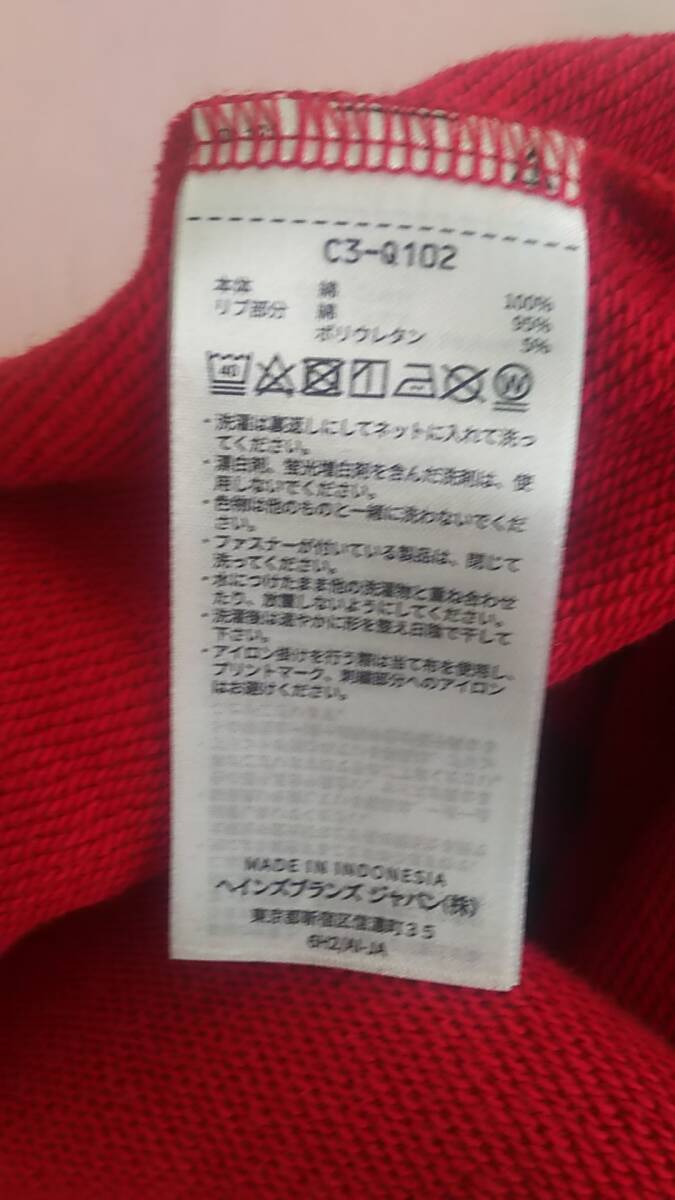 C3-Q102
本体 綿 100%
リブ部分 綿 95%
ポリウレタン 5%
40
W
・洗濯は裏返しにしてネットに入れて洗っ
てください。
・漂白剤、蛍光増白剤を含んだ洗剤は、使
用しないでください。
・色物は他のものと一緒に洗わないでくだ
さい。
・ファスナーが付いている製品は、閉じて
洗ってください。
・水につけたまま他の洗濯物と重ね合わせ
たり、放置しないようにしてください。
・洗濯後は速やかに形を整え日陰で干して
下さい。
・アイロン掛けを行う際は当て布を使用し、
プリントマーク、刺繍部分へのアイロン
はお避けください。
MADE IN INDONESIA
ヘインズブランズ ジャパン(株)
東京都新宿区信濃町35
6H2/AI-JA